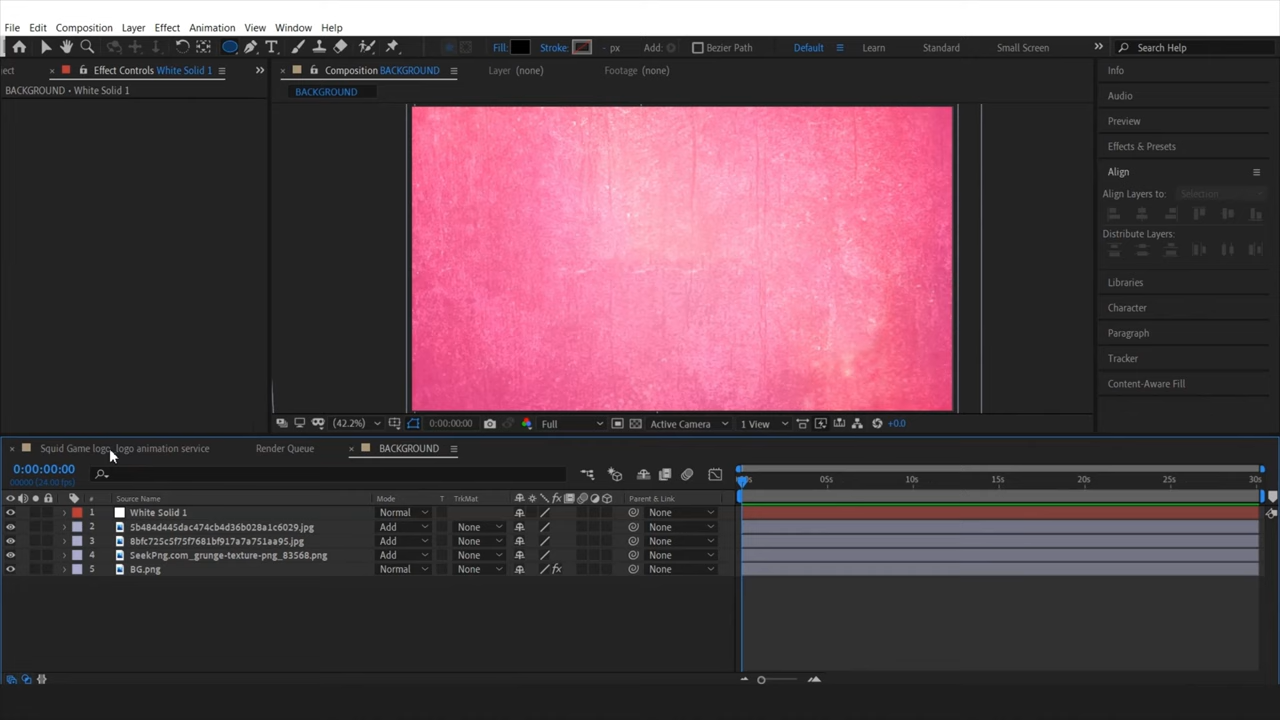 File Edit Composition Layer Effect Animation View Window Help
Fill: Stroke: - px Add: Bezier Path Default Learn Standard Small Screen Search Help
ject Effect Controls White Solid 1 Composition BACKGROUND Layer (none) Footage (none) Info
BACKGROUND • White Solid 1 BACKGROUND Audio
Preview
Effects & Presets
Align
Align Layers to: Selection
Distribute Layers:
Libraries
Character
Paragraph
Tracker
Content-Aware Fill
(42.2%) 0:00:00:00 Full Active Camera 1 View +0.0
Squid Game logo, logo animation service Render Queue BACKGROUND
0:00:00:00
00000 (24.00 fps)
05s 10s 15s 20s 25s 30s
# Source Name Mode T TrkMat Parent & Link
1 White Solid 1 Normal None
2 5b484d445dac474cb4d36b028a1c6029.jpg Add None None
3 8bfc725c5f75f7681bf917a7a751aa95.jpg Add None None
4 SeekPng.com_grunge-texture-png_83568.png Add None None
5 BG.png Normal None fx None